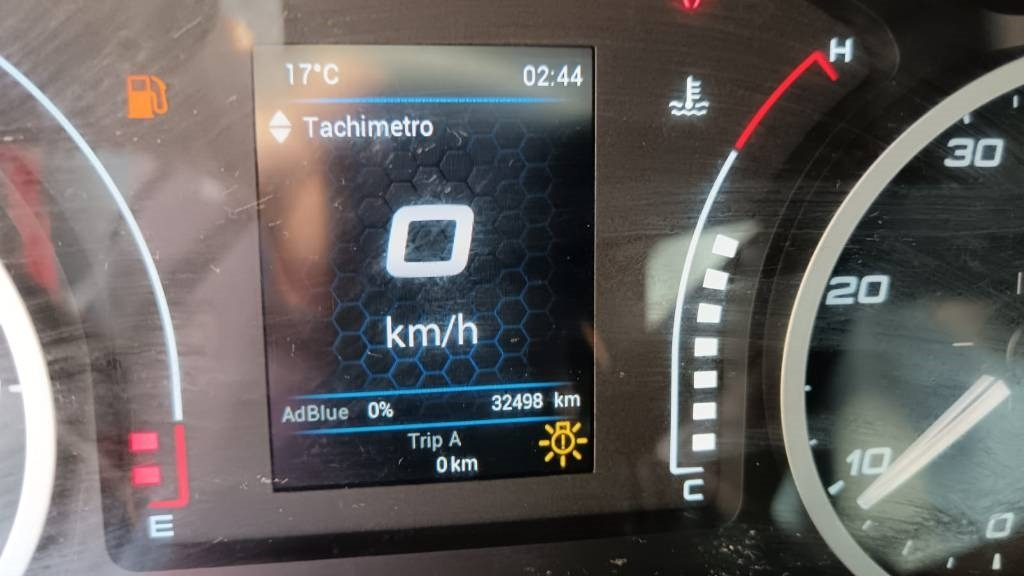 17°C 02:44
Tachimetro
0
km/h
AdBlue 0% 32498 km
Trip A
0 km
E
H
C
30
20
10
0